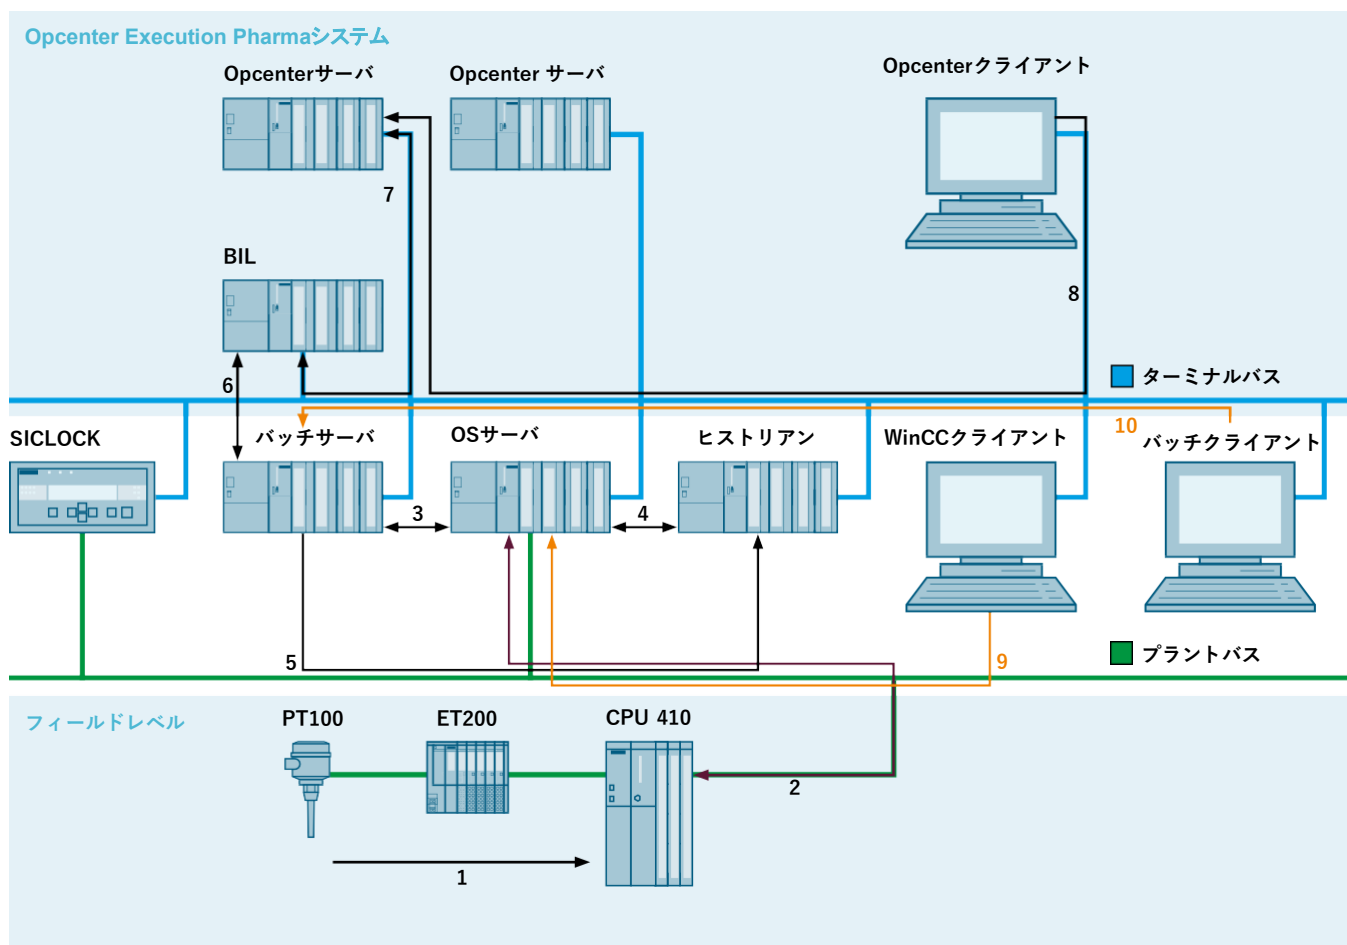 Opcenter Execution Pharmaシステム
Opcenterサーバ
Opcenter サーバ
Opcenterクライアント
7
BIL
8
6
ターミナルバス
10
SICLOCK
バッチサーバ
OSサーバ
ヒストリアン
WinCCクライアント
バッチクライアント
3
4
5
9
プラントバス
フィールドレベル
PT100
ET200
CPU 410
2
1